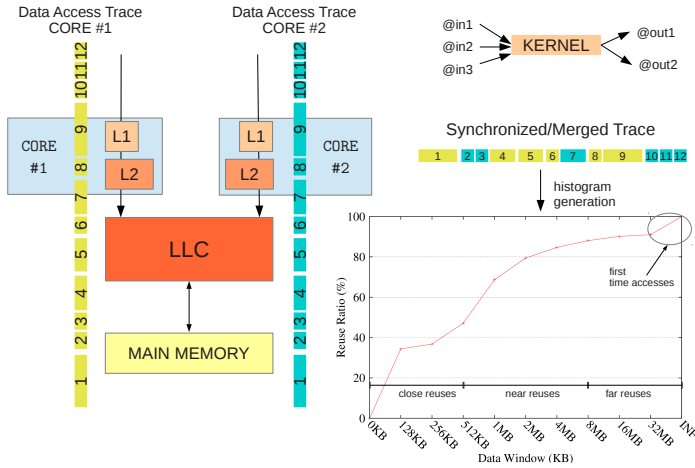 Data Access Trace
CORE #1
Data Access Trace
CORE #2
12
11
10
9
8
7
6
5
4
3
2
1
12
11
10
9
8
7
6
5
4
3
2
1
CORE
#1
L1
L2
L1
L2
CORE
#2
LLC
MAIN MEMORY
@in1
@in2
@in3
KERNEL
@out1
@out2
Synchronized/Merged Trace
1 2 3 4 5 6 7 8 9 10 11 12
histogram
generation
100
80
60
40
20
0
Reuse Ratio (%)
first
time accesses
close reuses near reuses far reuses
0KB 128KB 256KB 512KB 1MB 2MB 4MB 8MB 16MB 32MB INF
Data Window (KB)